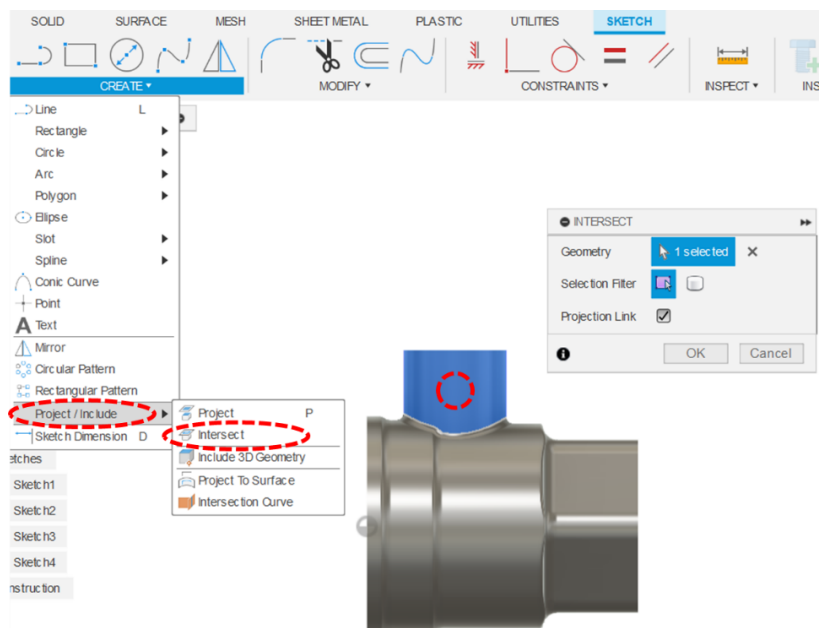 SOLID SURFACE MESH SHEET METAL PLASTIC UTILITIES SKETCH
CREATE ▾ MODIFY ▾ CONSTRAINTS ▾ INSPECT ▾ INS
Line L
Rectangle
Circle
Arc
Polygon
Ellipse
Slot
Spline
Conic Curve
Point
A Text
Mirror
Circular Pattern
Rectangular Pattern
Project / Include
Sketch Dimension D
Project P
Intersect
Include 3D Geometry
Project To Surface
Intersection Curve
etches
Sketch1
Sketch2
Sketch3
Sketch4
nstruction
INTERSECT
Geometry 1 selected
Selection Filter
Projection Link
OK Cancel